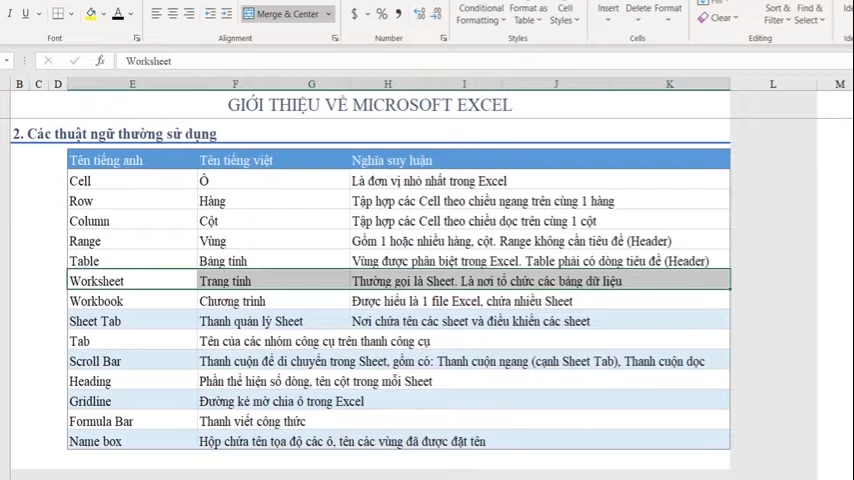 I U A Merge & Center $ % , .00 Conditional Format as Cell Insert Delete Format Clear Sort & Find &
Formatting Table Styles Filter Select
Font Alignment Number Styles Cells Editing
fx Worksheet
B C D E F G H I J K L M
GIỚI THIỆU VỀ MICROSOFT EXCEL
2. Các thuật ngữ thường sử dụng
Tên tiếng anh Tên tiếng việt Nghĩa suy luận
Cell Ô Là đơn vị nhỏ nhất trong Excel
Row Hàng Tập hợp các Cell theo chiều ngang trên cùng 1 hàng
Column Cột Tập hợp các Cell theo chiều dọc trên cùng 1 cột
Range Vùng Gồm 1 hoặc nhiều hàng, cột. Range không cần tiêu đề (Header)
Table Bảng tính Vùng được phân biệt trong Excel. Table phải có dòng tiêu đề (Header)
Worksheet Trang tính Thường gọi là Sheet. Là nơi tổ chức các bảng dữ liệu
Workbook Chương trình Được hiểu là 1 file Excel, chứa nhiều Sheet
Sheet Tab Thanh quản lý Sheet Nơi chứa tên các sheet và điều khiển các sheet
Tab Tên của các nhóm công cụ trên thanh công cụ
Scroll Bar Thanh cuộn để di chuyển trong Sheet, gồm có: Thanh cuộn ngang (cạnh Sheet Tab), Thanh cuộn dọc
Heading Phần thể hiện số dòng, tên cột trong mỗi Sheet
Gridline Đường kẻ mờ chia ô trong Excel
Formula Bar Thanh viết công thức
Name box Hộp chứa tên tọa độ các ô, tên các vùng đã được đặt tên